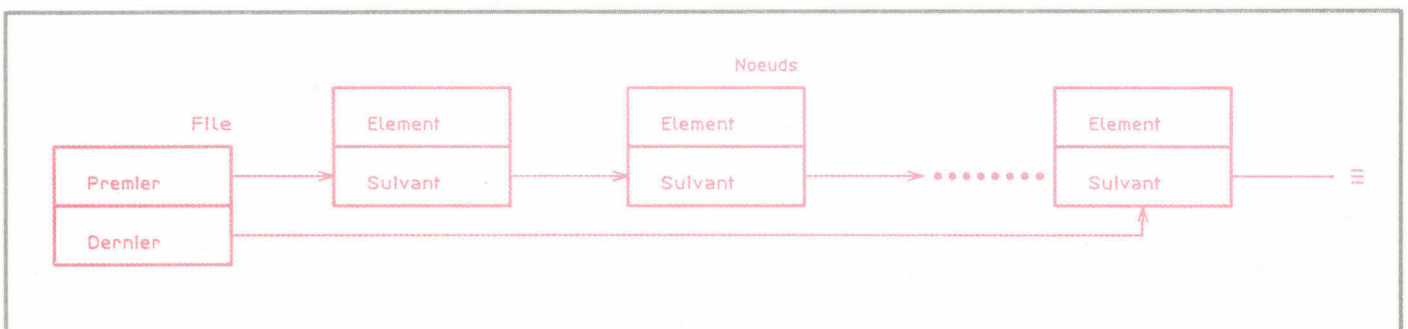 Noeuds
File
Element
Element
Element
Premier
Suivant
Suivant
Suivant
Dernier